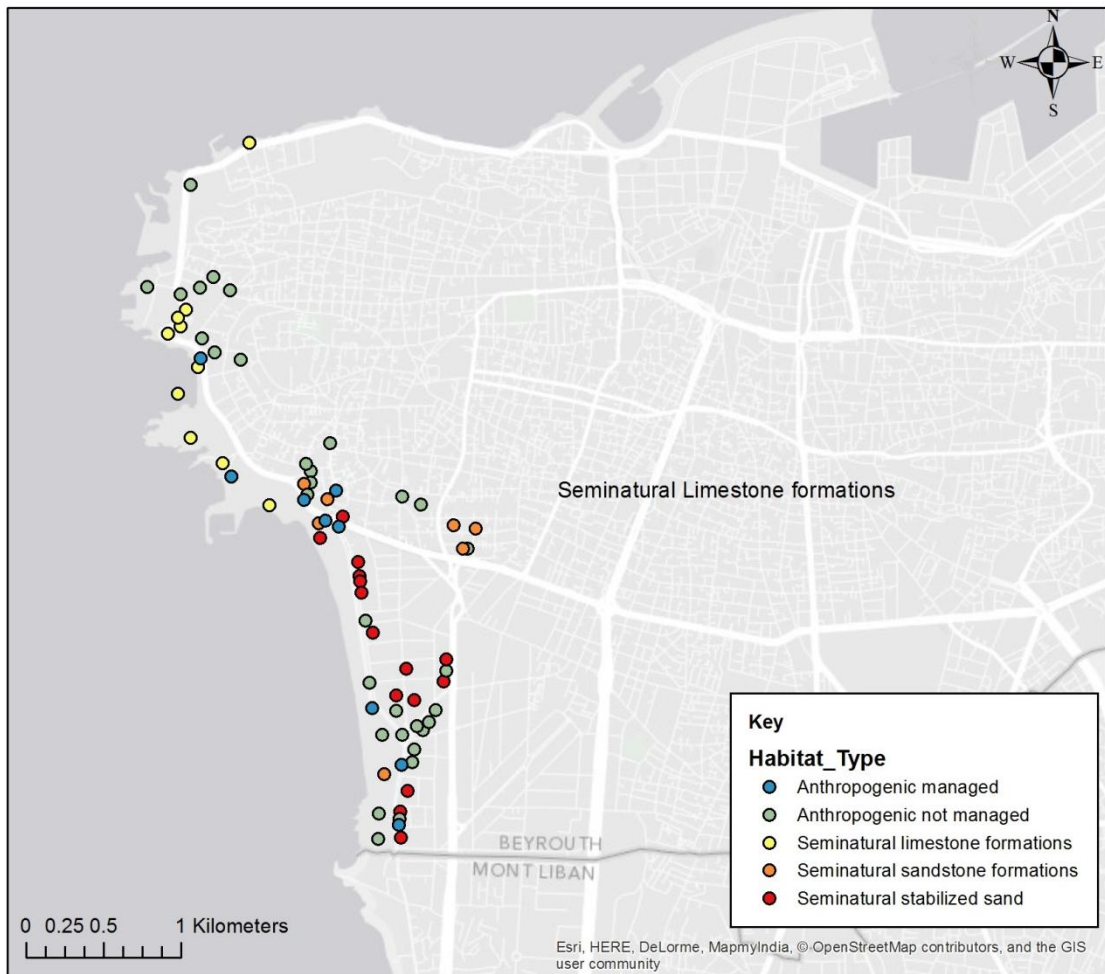 N
W E
S
Seminatural Limestone formations
Key
Habitat_Type
Anthropogenic managed
Anthropogenic not managed
Seminatural limestone formations
Seminatural sandstone formations
Seminatural stabilized sand
BEYROUTH
MONT LIBAN
0 0.25 0.5 1 Kilometers
Esri, HERE, DeLorme, MapmyIndia, © OpenStreetMap contributors, and the GIS
user community